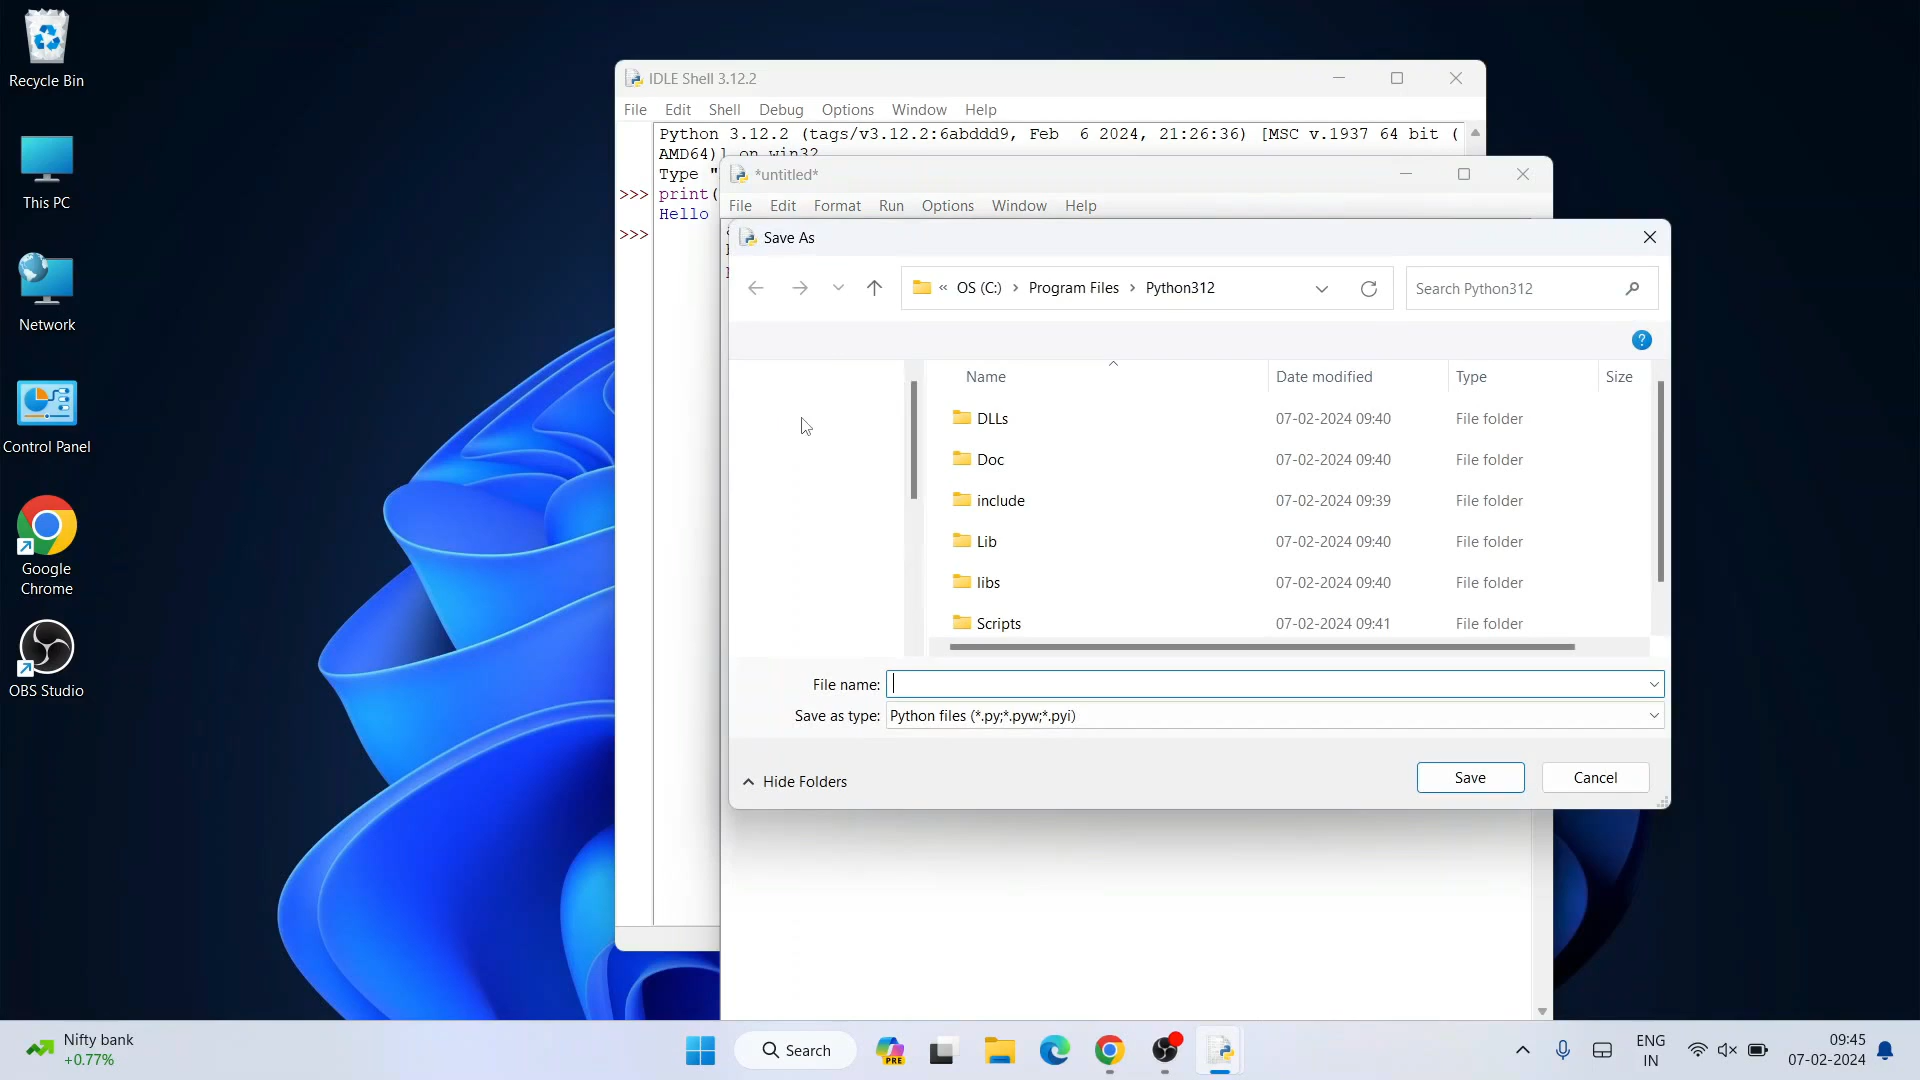 Recycle Bin
This PC
Network
Control Panel
Google
Chrome
OBS Studio
IDLE Shell 3.12.2
File Edit Shell Debug Options Window Help
Python 3.12.2 (tags/v3.12.2:6abddd9, Feb 6 2024, 21:26:36) [MSC v.1937 64 bit (
AMD64)] on win32
Type "
>>> print(
Hello
>>>
*untitled*
File Edit Format Run Options Window Help
Save As
« OS (C:) › Program Files › Python312
Search Python312
?
Name Date modified Type Size
DLLs 07-02-2024 09:40 File folder
Doc 07-02-2024 09:40 File folder
include 07-02-2024 09:39 File folder
Lib 07-02-2024 09:40 File folder
libs 07-02-2024 09:40 File folder
Scripts 07-02-2024 09:41 File folder
File name:
Save as type: Python files (*.py;*.pyw;*.pyi)
Hide Folders
Save Cancel
Nifty bank
+0.77%
Search
PRE
ENG
IN
09:45
07-02-2024